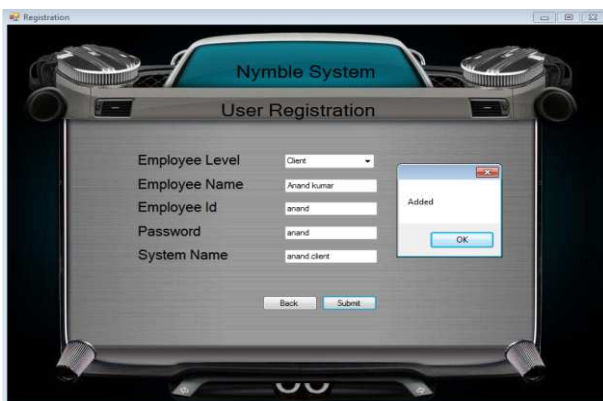 Registration
Nymble System
User Registration
Employee Level Client
Employee Name Anand kumar
Employee Id anand
Password anand
System Name anand.client
Added
OK
Back Submit